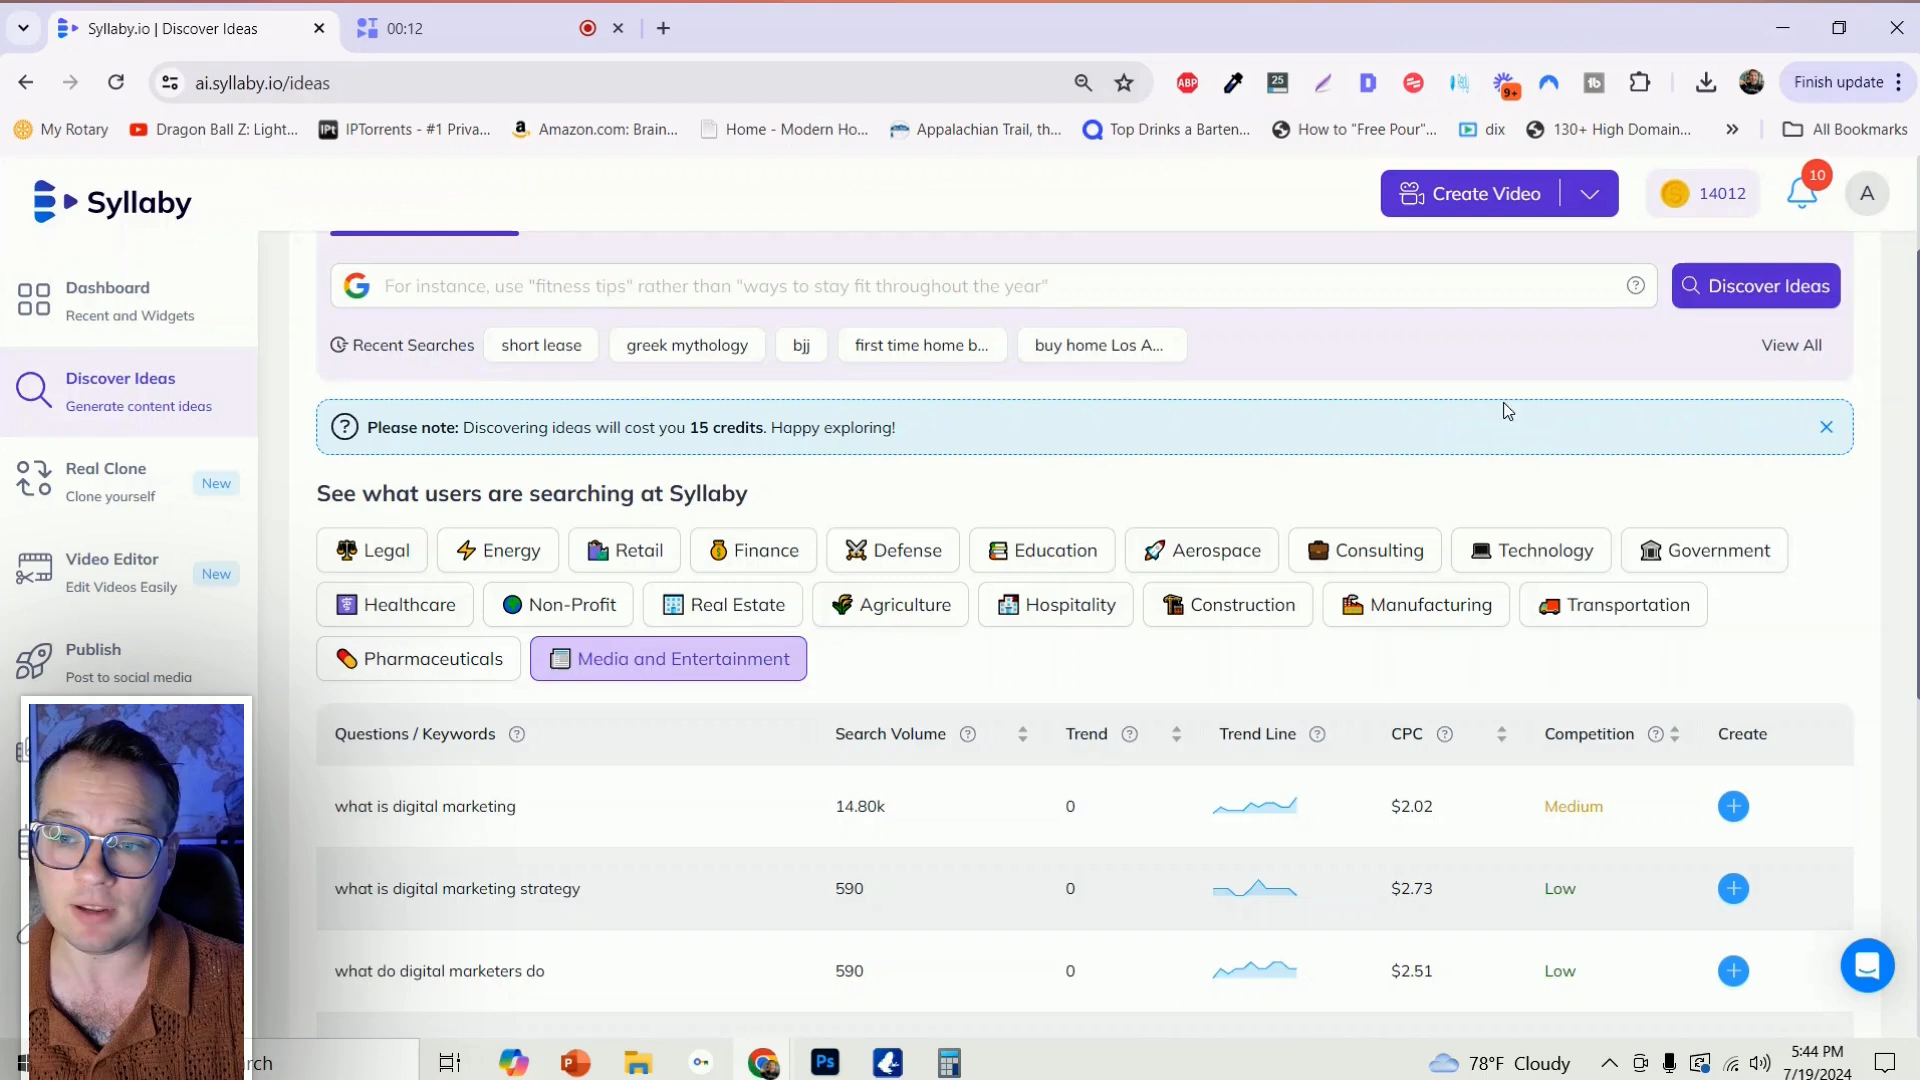 Syllaby.io | Discover Ideas
00:12
ai.syllaby.io/ideas
ABP
25
9+
Finish update
My Rotary
Dragon Ball Z: Light...
IPTorrents - #1 Priva...
Amazon.com: Brain...
Home - Modern Ho...
Appalachian Trail, th...
Top Drinks a Barten...
How to "Free Pour"...
dix
130+ High Domain...
All Bookmarks
Syllaby
Create Video
14012
10
A
Dashboard
Recent and Widgets
Discover Ideas
Generate content ideas
Real Clone
Clone yourself
New
Video Editor
Edit Videos Easily
New
Publish
Post to social media
For instance, use "fitness tips" rather than "ways to stay fit throughout the year"
Discover Ideas
Recent Searches
short lease
greek mythology
bjj
first time home b...
buy home Los A...
View All
Please note: Discovering ideas will cost you 15 credits. Happy exploring!
See what users are searching at Syllaby
Legal
Energy
Retail
Finance
Defense
Education
Aerospace
Consulting
Technology
Government
Healthcare
Non-Profit
Real Estate
Agriculture
Hospitality
Construction
Manufacturing
Transportation
Pharmaceuticals
Media and Entertainment
Questions / Keywords
Search Volume
Trend
Trend Line
CPC
Competition
Create
what is digital marketing
14.80k
0
$2.02
Medium
what is digital marketing strategy
590
0
$2.73
Low
what do digital marketers do
590
0
$2.51
Low
rch
Ps
78°F Cloudy
5:44 PM
7/19/2024